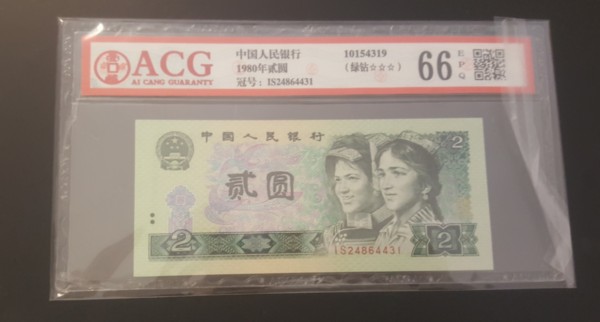 ACG
AI CANG GUARANTY
中国人民银行
1980年贰圆
冠号：IS24864431
10154319
（绿钻☆☆☆）
66 EPQ
中国人民银行
贰圆
2
2
2
IS24864431